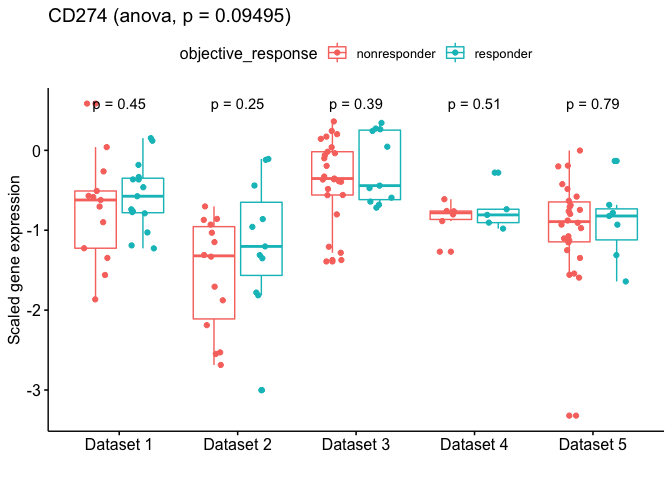 CD274 (anova, p = 0.09495)
objective_response nonresponder responder
p = 0.45 p = 0.25 p = 0.39 p = 0.51 p = 0.79
Scaled gene expression
0
-1
-2
-3
Dataset 1 Dataset 2 Dataset 3 Dataset 4 Dataset 5